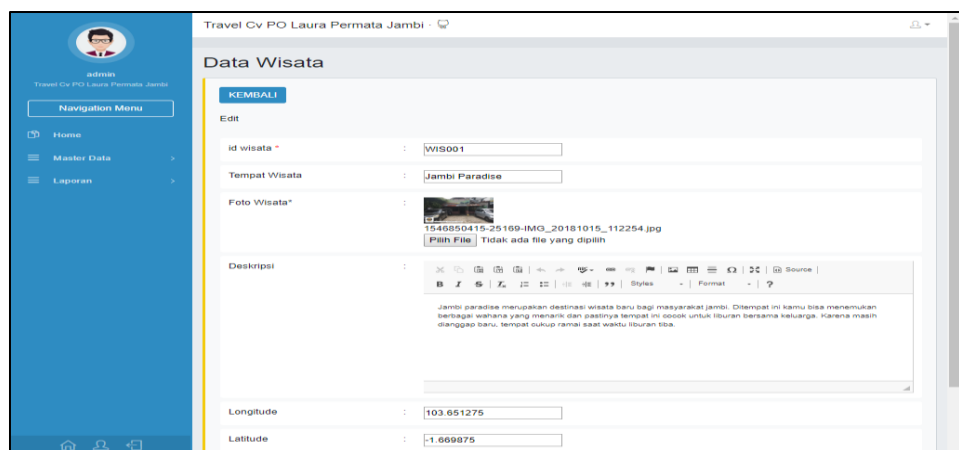 Travel Cv PO Laura Permata Jambi ·
admin
Travel Cv PO Laura Permata Jambi
Navigation Menu
Home
Master Data
Laporan
Data Wisata
KEMBALI
Edit
id wisata * : WIS001
Tempat Wisata : Jambi Paradise
Foto Wisata* :
1546850415-25169-IMG_20181015_112254.jpg
Pilih File Tidak ada file yang dipilih
Deskripsi :
Source
B I S Styles Format ?
Jambi paradise merupakan destinasi wisata baru bagi masyarakat jambi. Ditempat ini kamu bisa menemukan
berbagai wahana yang menarik dan pastinya tempat ini cocok untuk liburan bersama keluarga. Karena masih
dianggap baru, tempat cukup ramai saat waktu liburan tiba.
Longitude : 103.651275
Latitude : -1.669875